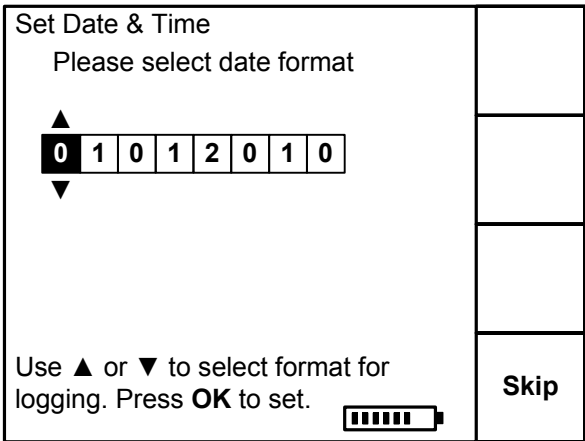 Set Date & Time
Please select date format
▲
0 1 0 1 2 0 1 0
▼
Use ▲ or ▼ to select format for
logging. Press OK to set.
Skip